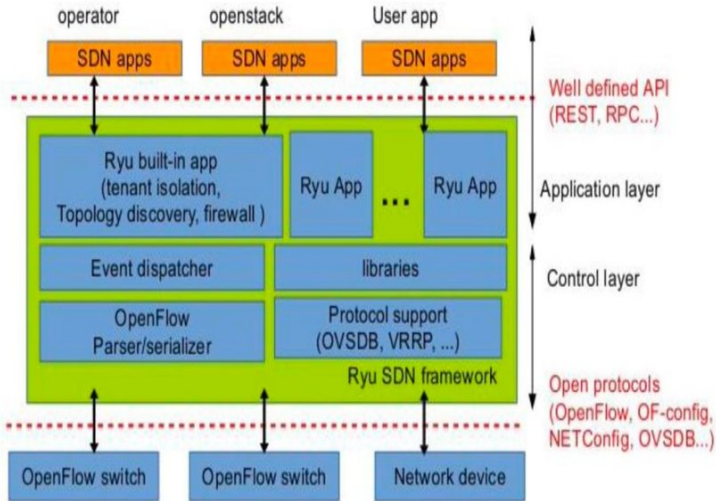 operator
openstack
User app
SDN apps
SDN apps
SDN apps
Well defined API
(REST, RPC...)
Ryu built-in app
(tenant isolation,
Topology discovery, firewall )
Ryu App
...
Ryu App
Application layer
Event dispatcher
libraries
Control layer
OpenFlow
Parser/serializer
Protocol support
(OVSDB, VRRP, ...)
Ryu SDN framework
Open protocols
(OpenFlow, OF-config,
NETConfig, OVSDB...)
OpenFlow switch
OpenFlow switch
Network device